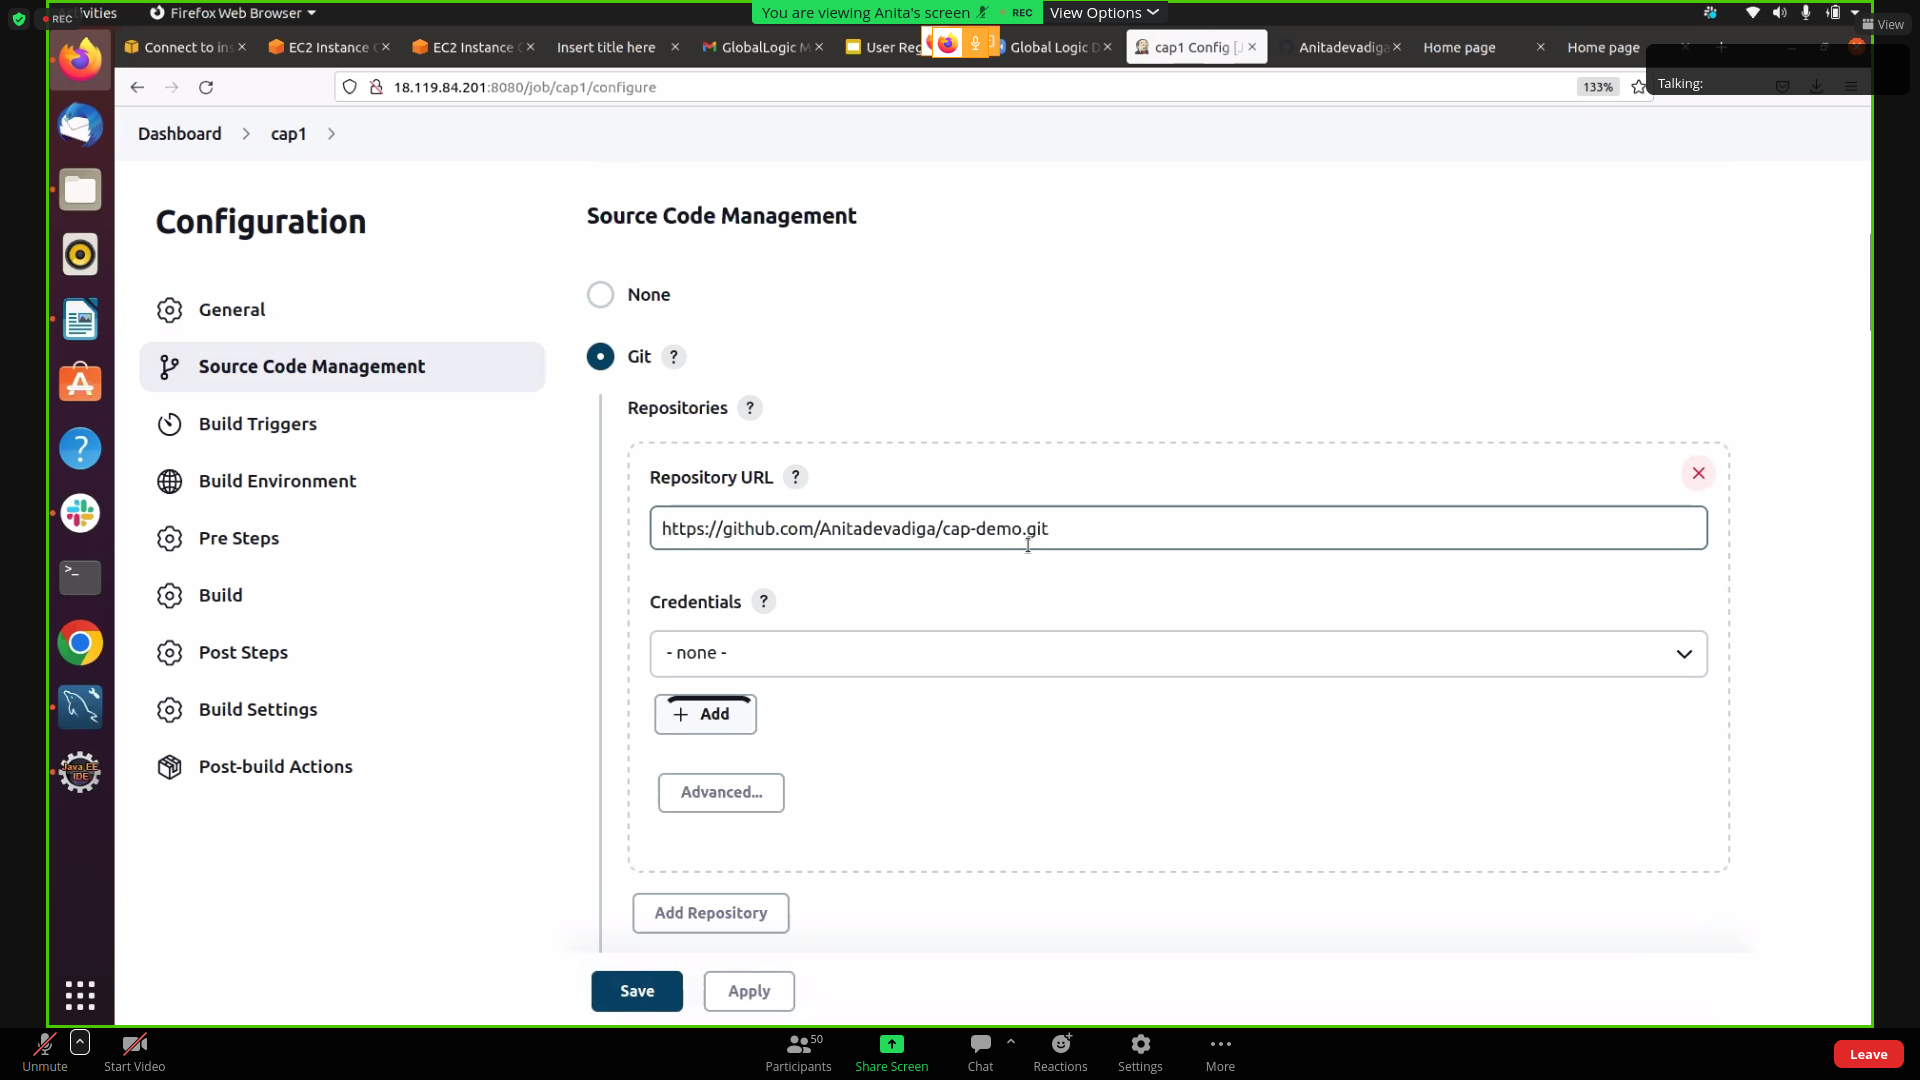 Activities
Firefox Web Browser
REC
You are viewing Anita's screen
REC
View Options
View
Connect to ins
EC2 Instance C
EC2 Instance C
Insert title here
GlobalLogic M
User Reg
Global Logic D
cap1 Config [J
Anitadevadiga
Home page
Home page
18.119.84.201:8080/job/cap1/configure
133%
Talking:
Dashboard
cap1
Configuration
General
Source Code Management
Build Triggers
Build Environment
Pre Steps
Build
Post Steps
Build Settings
Post-build Actions
Source Code Management
None
Git ?
Repositories ?
Repository URL ?
https://github.com/Anitadevadiga/cap-demo.git
Credentials ?
- none -
+ Add
Advanced...
Add Repository
Save
Apply
Java EE
IDE
Unmute
Start Video
50
Participants
Share Screen
Chat
Reactions
Settings
More
Leave